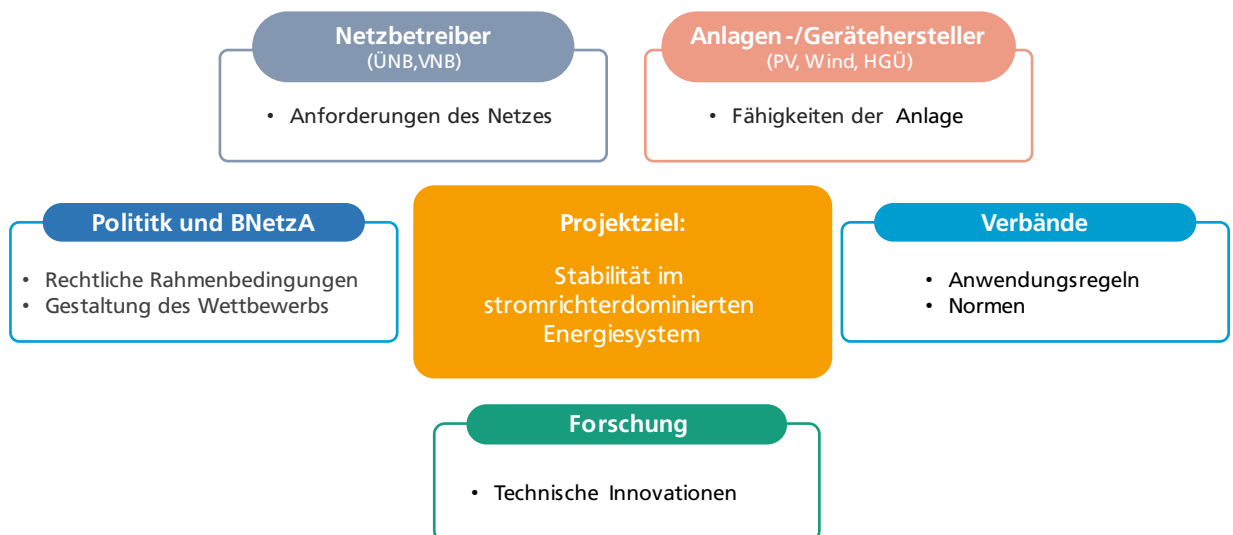 Netzbetreiber
(ÜNB,VNB)
• Anforderungen des Netzes
Anlagen-/Gerätehersteller
(PV, Wind, HGÜ)
• Fähigkeiten der Anlage
Polititk und BNetzA
• Rechtliche Rahmenbedingungen
• Gestaltung des Wettbewerbs
Projektziel:
Stabilität im
stromrichterdominierten
Energiesystem
Verbände
• Anwendungsregeln
• Normen
Forschung
• Technische Innovationen